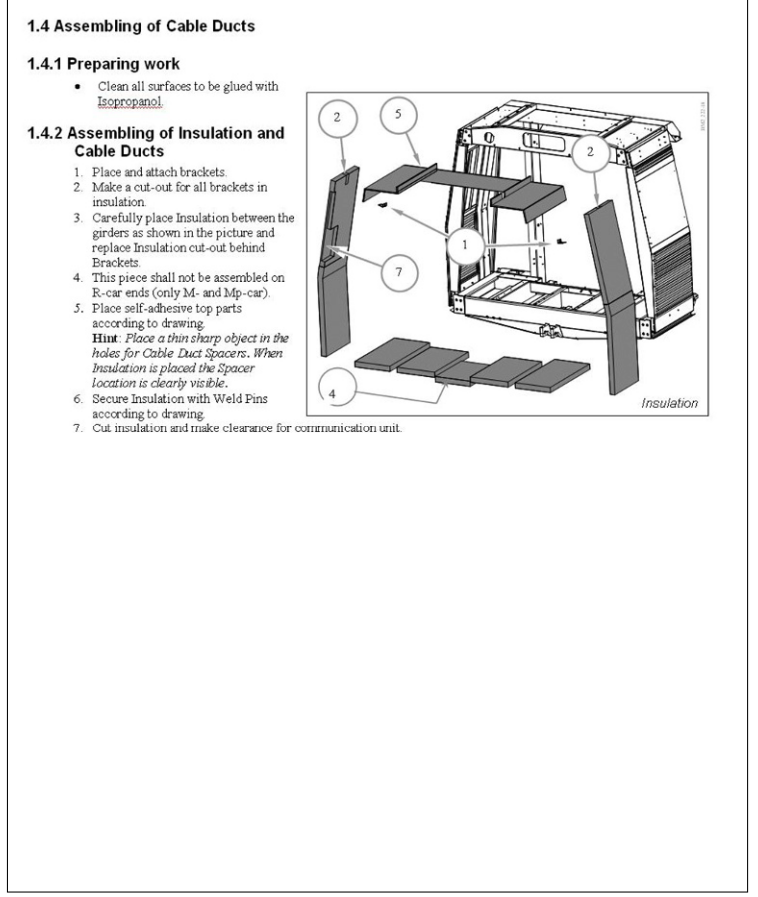 1.4 Assembling of Cable Ducts
1.4.1 Preparing work
• Clean all surfaces to be glued with
Isopropanol.
1.4.2 Assembling of Insulation and
Cable Ducts
1. Place and attach brackets.
2. Make a cut-out for all brackets in
insulation.
3. Carefully place Insulation between the
girders as shown in the picture and
replace Insulation cut-out behind
Brackets.
4. This piece shall not be assembled on
R-car ends (only M- and Mp-car).
5. Place self-adhesive top parts
according to drawing.
Hint: Place a thin sharp object in the
holes for Cable Duct Spacers. When
Insulation is placed the Spacer
location is clearly visible.
6. Secure Insulation with Weld Pins
according to drawing.
7. Cut insulation and make clearance for communication unit.
2
5
2
1
7
4
Insulation